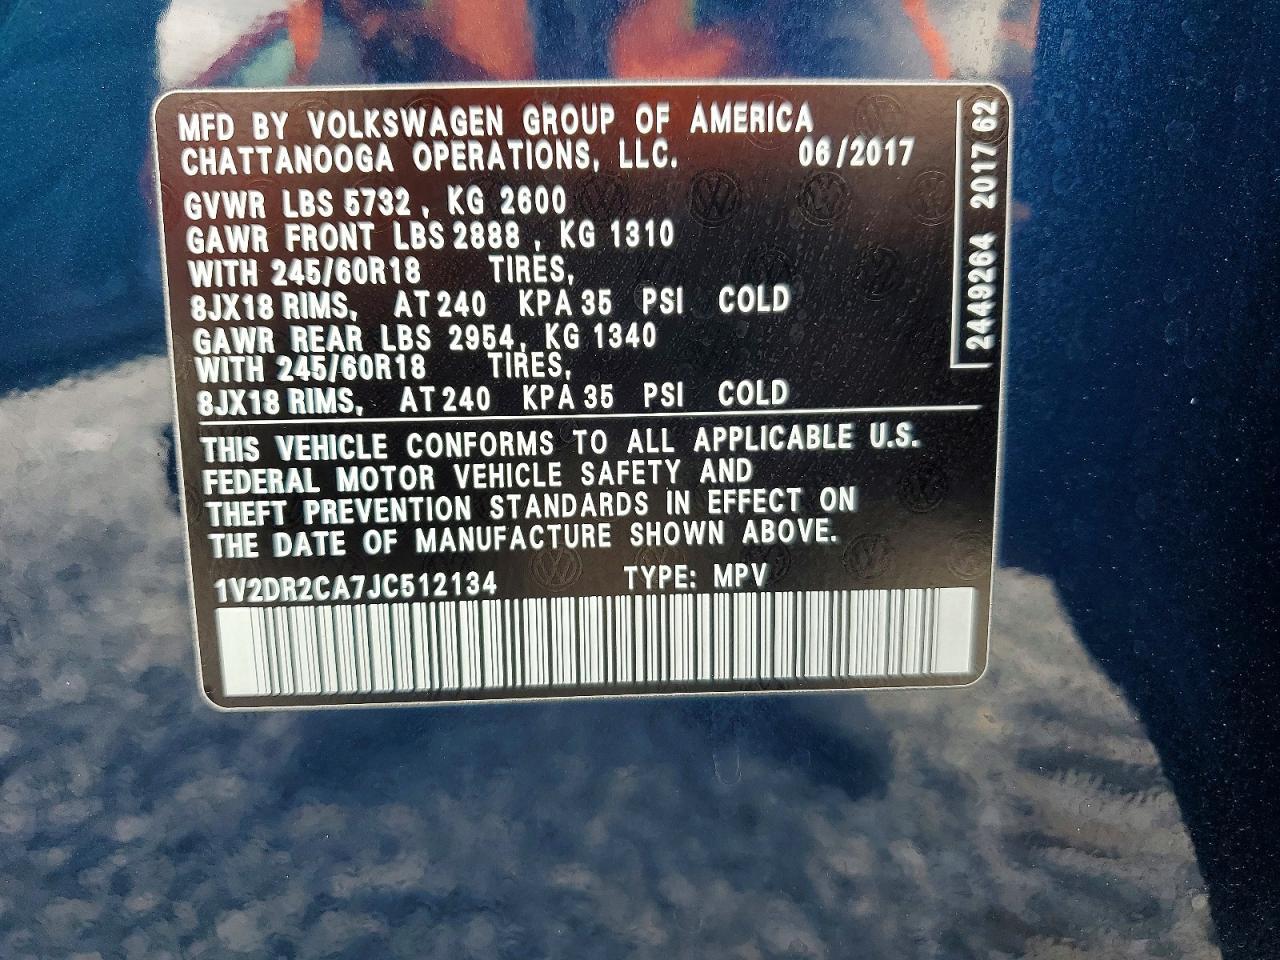 MFD BY VOLKSWAGEN GROUP OF AMERICA
CHATTANOOGA OPERATIONS, LLC. 06/2017
GVWR LBS 5732, KG 2600
GAWR FRONT LBS 2888, KG 1310
WITH 245/60R18 TIRES,
8JX18 RIMS, AT 240 KPA 35 PSI COLD
GAWR REAR LBS 2954, KG 1340
WITH 245/60R18 TIRES,
8JX18 RIMS, AT 240 KPA 35 PSI COLD
THIS VEHICLE CONFORMS TO ALL APPLICABLE U.S.
FEDERAL MOTOR VEHICLE SAFETY AND
THEFT PREVENTION STANDARDS IN EFFECT ON
THE DATE OF MANUFACTURE SHOWN ABOVE.
1V2DR2CA7JC512134 TYPE: MPV
2449264 2017 62